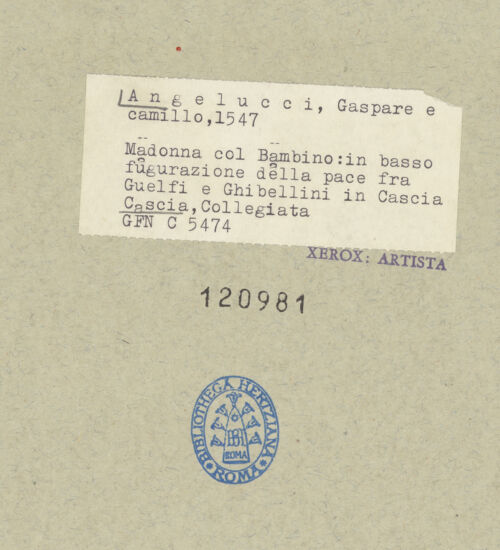 A n g e l u c c i, Gaspare e
camillo,1547
Madonna col Bambino:in basso
fugurazione della pace fra
Guelfi e Ghibellini in Cascia
Cascia,Collegiata
GFN C 5474
XEROX: ARTISTA
120981
BIBLIOTHECA HERTZIANA
ROMA
ROMA